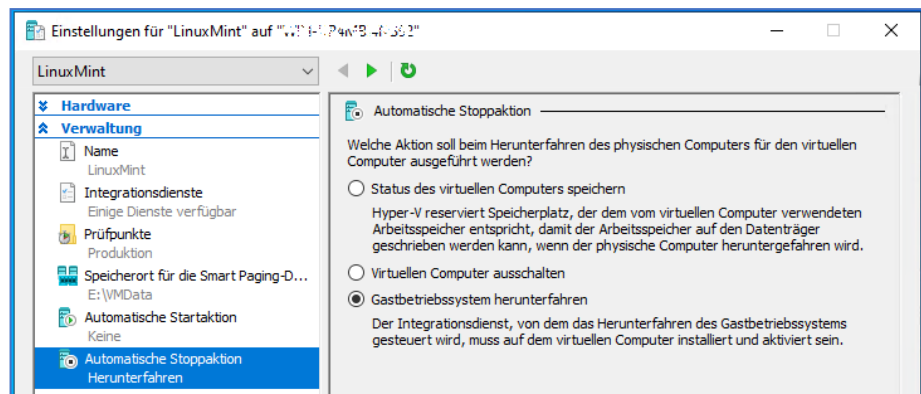 Einstellungen für "LinuxMint" auf
LinuxMint
Hardware
Verwaltung
Name
LinuxMint
Integrationsdienste
Einige Dienste verfügbar
Prüfpunkte
Produktion
Speicherort für die Smart Paging-D...
E:\VMData
Automatische Startaktion
Keine
Automatische Stoppaktion
Herunterfahren
Automatische Stoppaktion
Welche Aktion soll beim Herunterfahren des physischen Computers für den virtuellen
Computer ausgeführt werden?
Status des virtuellen Computers speichern
Hyper-V reserviert Speicherplatz, der dem vom virtuellen Computer verwendeten
Arbeitsspeicher entspricht, damit der Arbeitsspeicher auf den Datenträger
geschrieben werden kann, wenn der physische Computer heruntergefahren wird.
Virtuellen Computer ausschalten
Gastbetriebssystem herunterfahren
Der Integrationsdienst, von dem das Herunterfahren des Gastbetriebssystems
gesteuert wird, muss auf dem virtuellen Computer installiert und aktiviert sein.